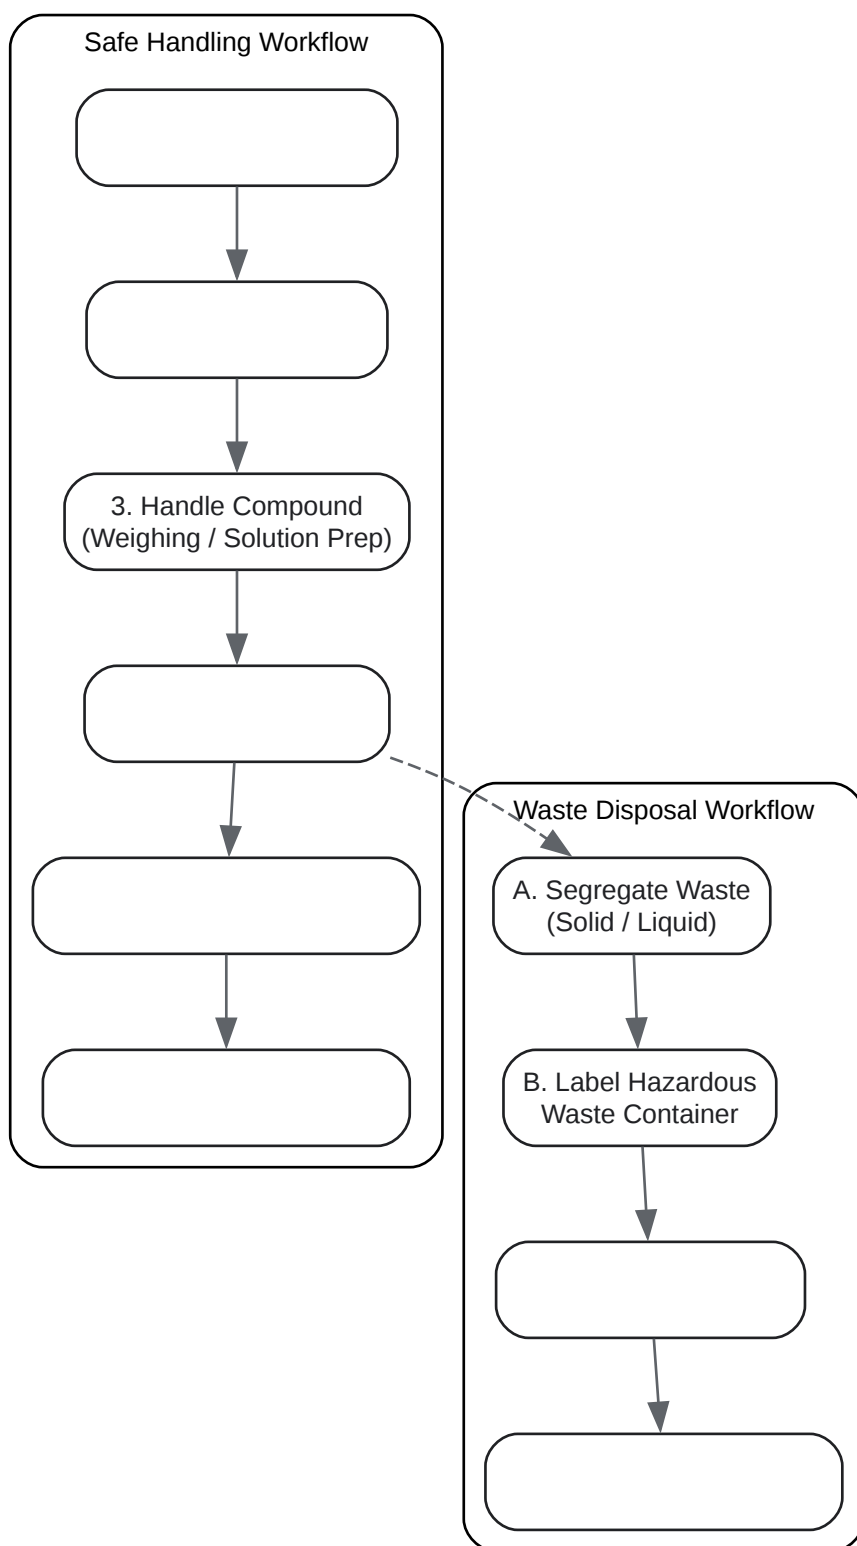 Safe Handling Workflow
3. Handle Compound
(Weighing / Solution Prep)
Waste Disposal Workflow
A. Segregate Waste
(Solid / Liquid)
B. Label Hazardous
Waste Container